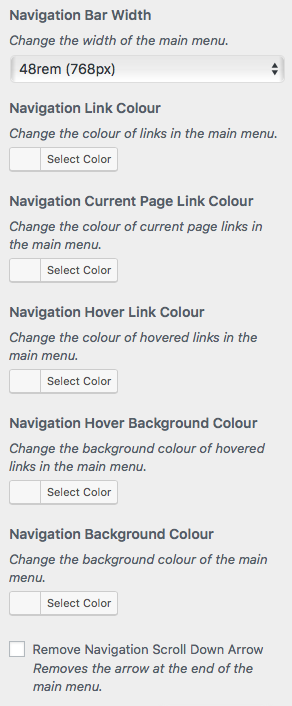 Navigation Bar Width
Change the width of the main menu.
48rem (768px)
Navigation Link Colour
Change the colour of links in the main menu.
Select Color
Navigation Current Page Link Colour
Change the colour of current page links in
the main menu.
Select Color
Navigation Hover Link Colour
Change the colour of hovered links in the
main menu.
Select Color
Navigation Hover Background Colour
Change the background colour of hovered
links in the main menu.
Select Color
Navigation Background Colour
Change the background colour of the main
menu.
Select Color
Remove Navigation Scroll Down Arrow
Removes the arrow at the end of the
main menu.